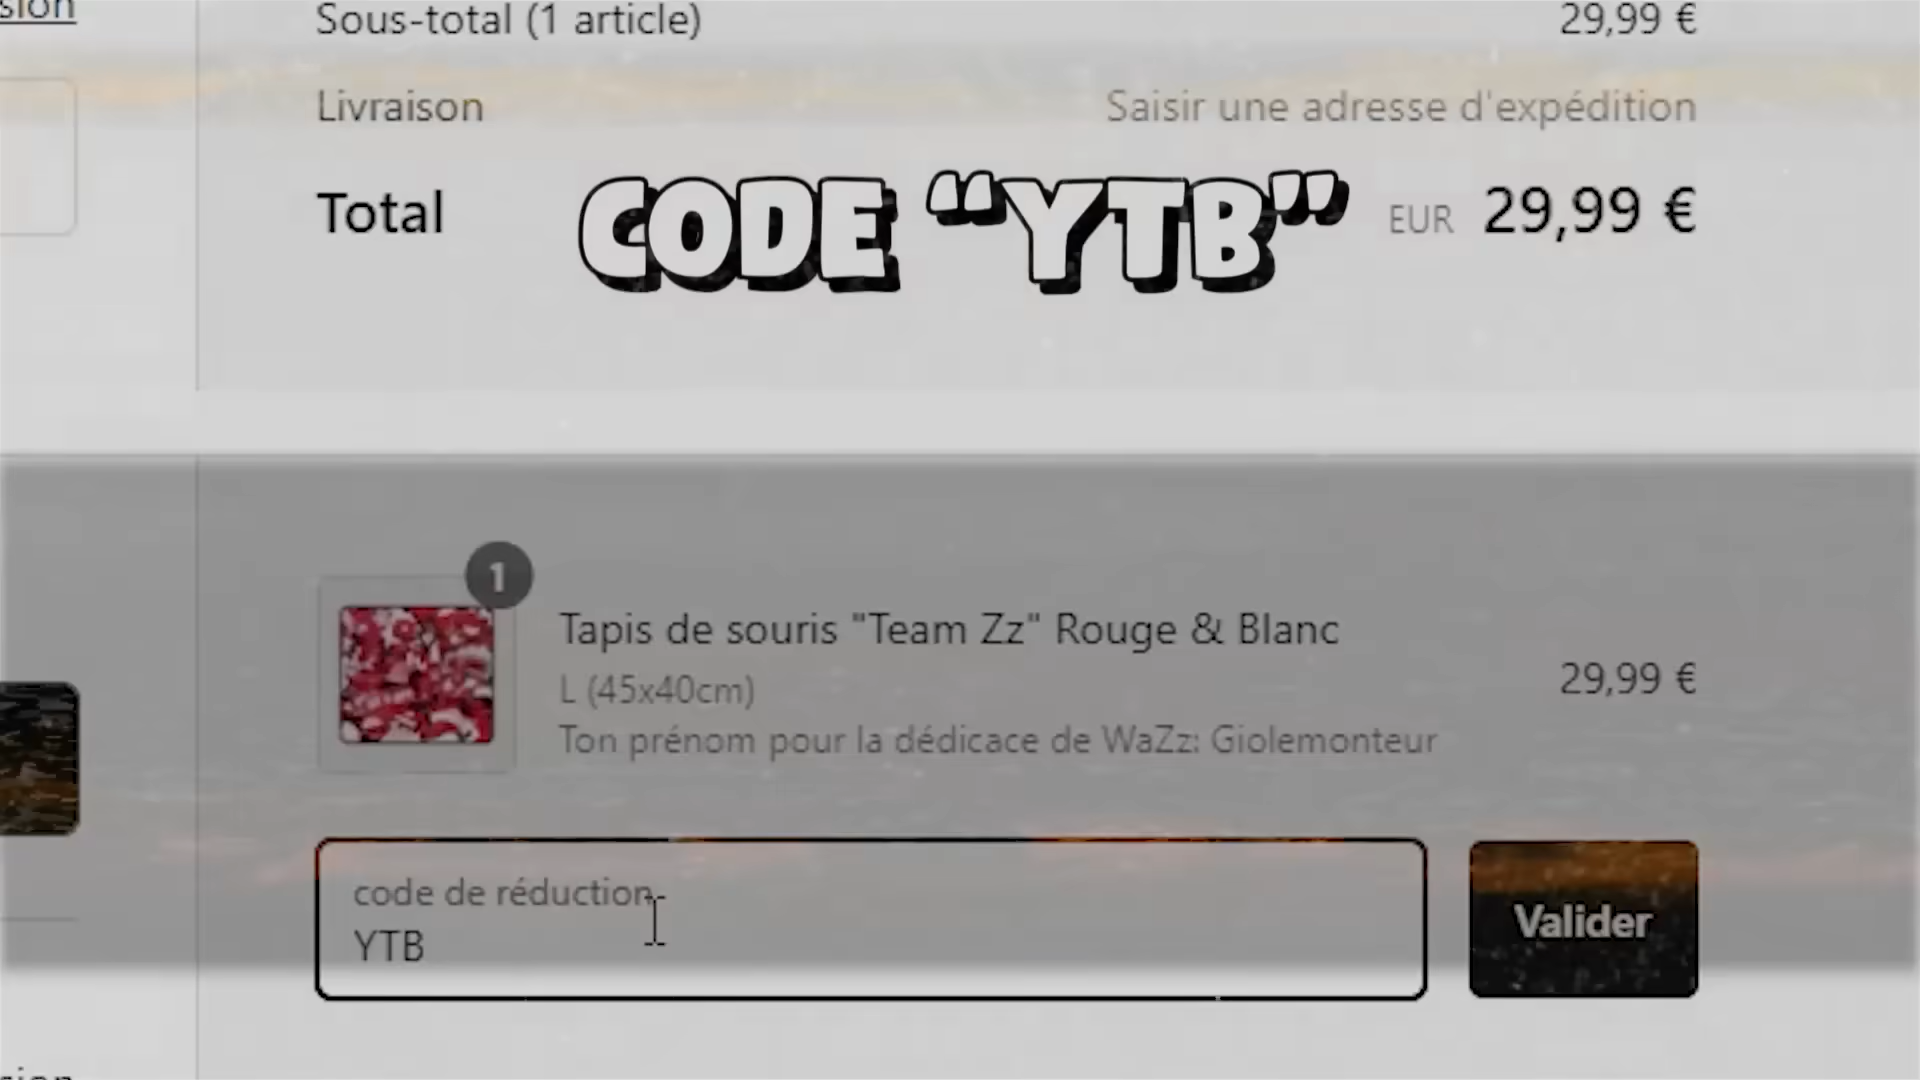 sion
Sous-total (1 article) 29,99 €
Livraison Saisir une adresse d'expédition
Total EUR 29,99 €
CODE “YTB”
1
Tapis de souris "Team Zz" Rouge & Blanc
L (45x40cm)
29,99 €
Ton prénom pour la dédicace de WaZz: Giolemonteur
code de réduction
YTB
Valider